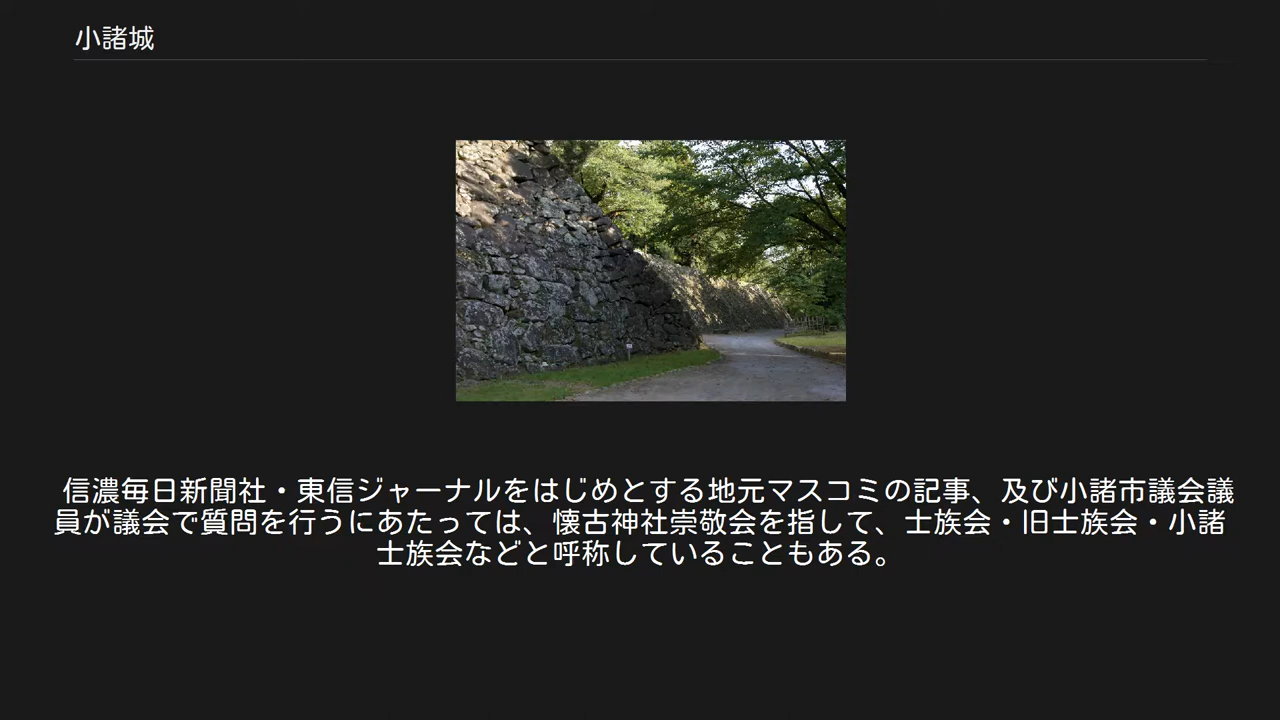 小諸城
信濃毎日新聞社・東信ジャーナルをはじめとする地元マスコミの記事、及び小諸市議会議
員が議会で質問を行うにあたっては、懐古神社崇敬会を指して、士族会・旧士族会・小諸
士族会などと呼称していることもある。